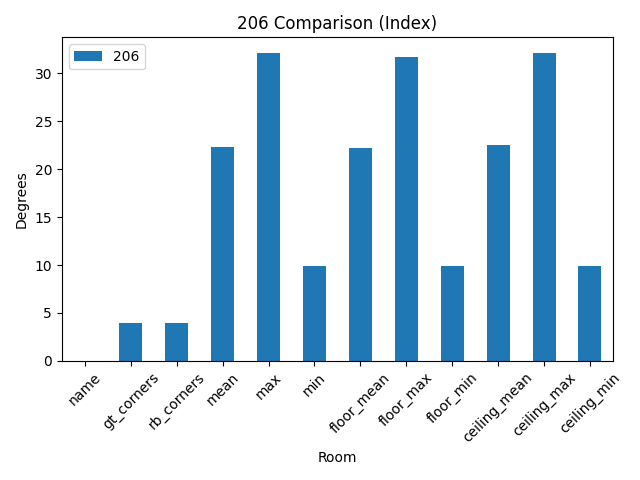 206 Comparison (Index)
206
30
25
20
15
10
5
0
Degrees
name
gt_corners
rb_corners
mean
max
min
floor_mean
floor_max
floor_min
ceiling_mean
ceiling_max
ceiling_min
Room